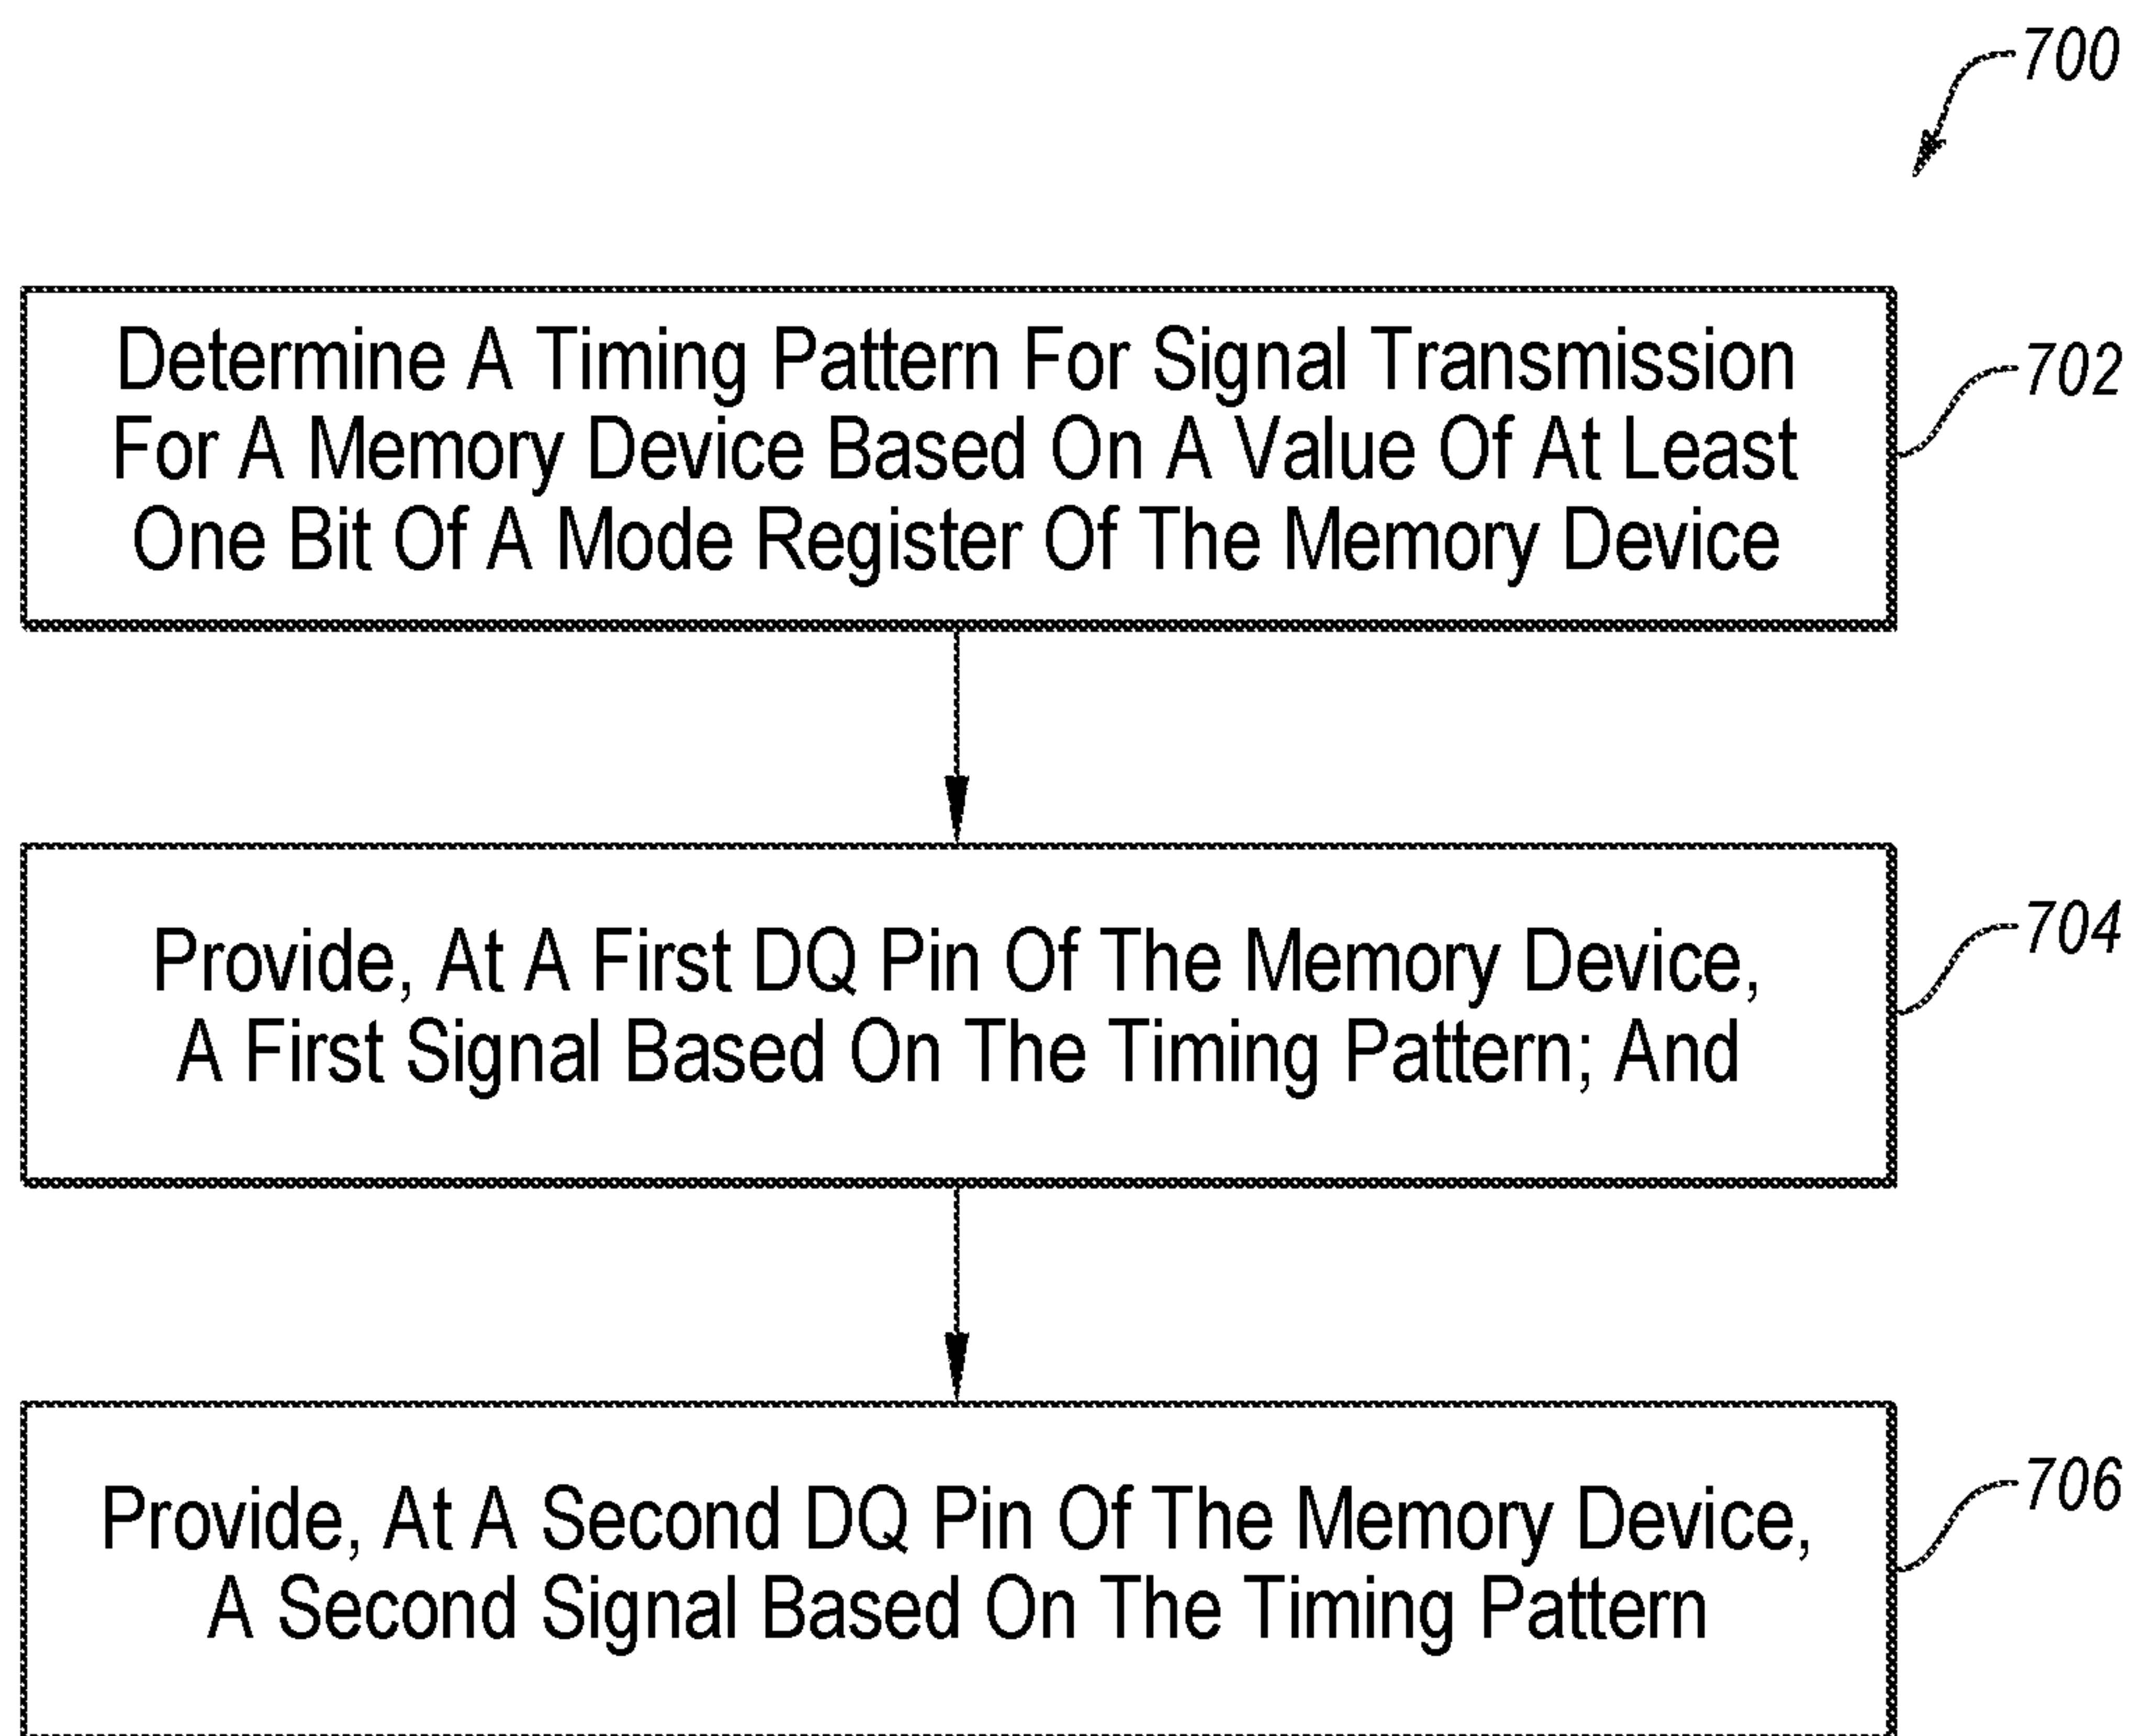 700
Determine A Timing Pattern For Signal Transmission
For A Memory Device Based On A Value Of At Least
One Bit Of A Mode Register Of The Memory Device
702
Provide, At A First DQ Pin Of The Memory Device,
A First Signal Based On The Timing Pattern; And
704
Provide, At A Second DQ Pin Of The Memory Device,
A Second Signal Based On The Timing Pattern
706